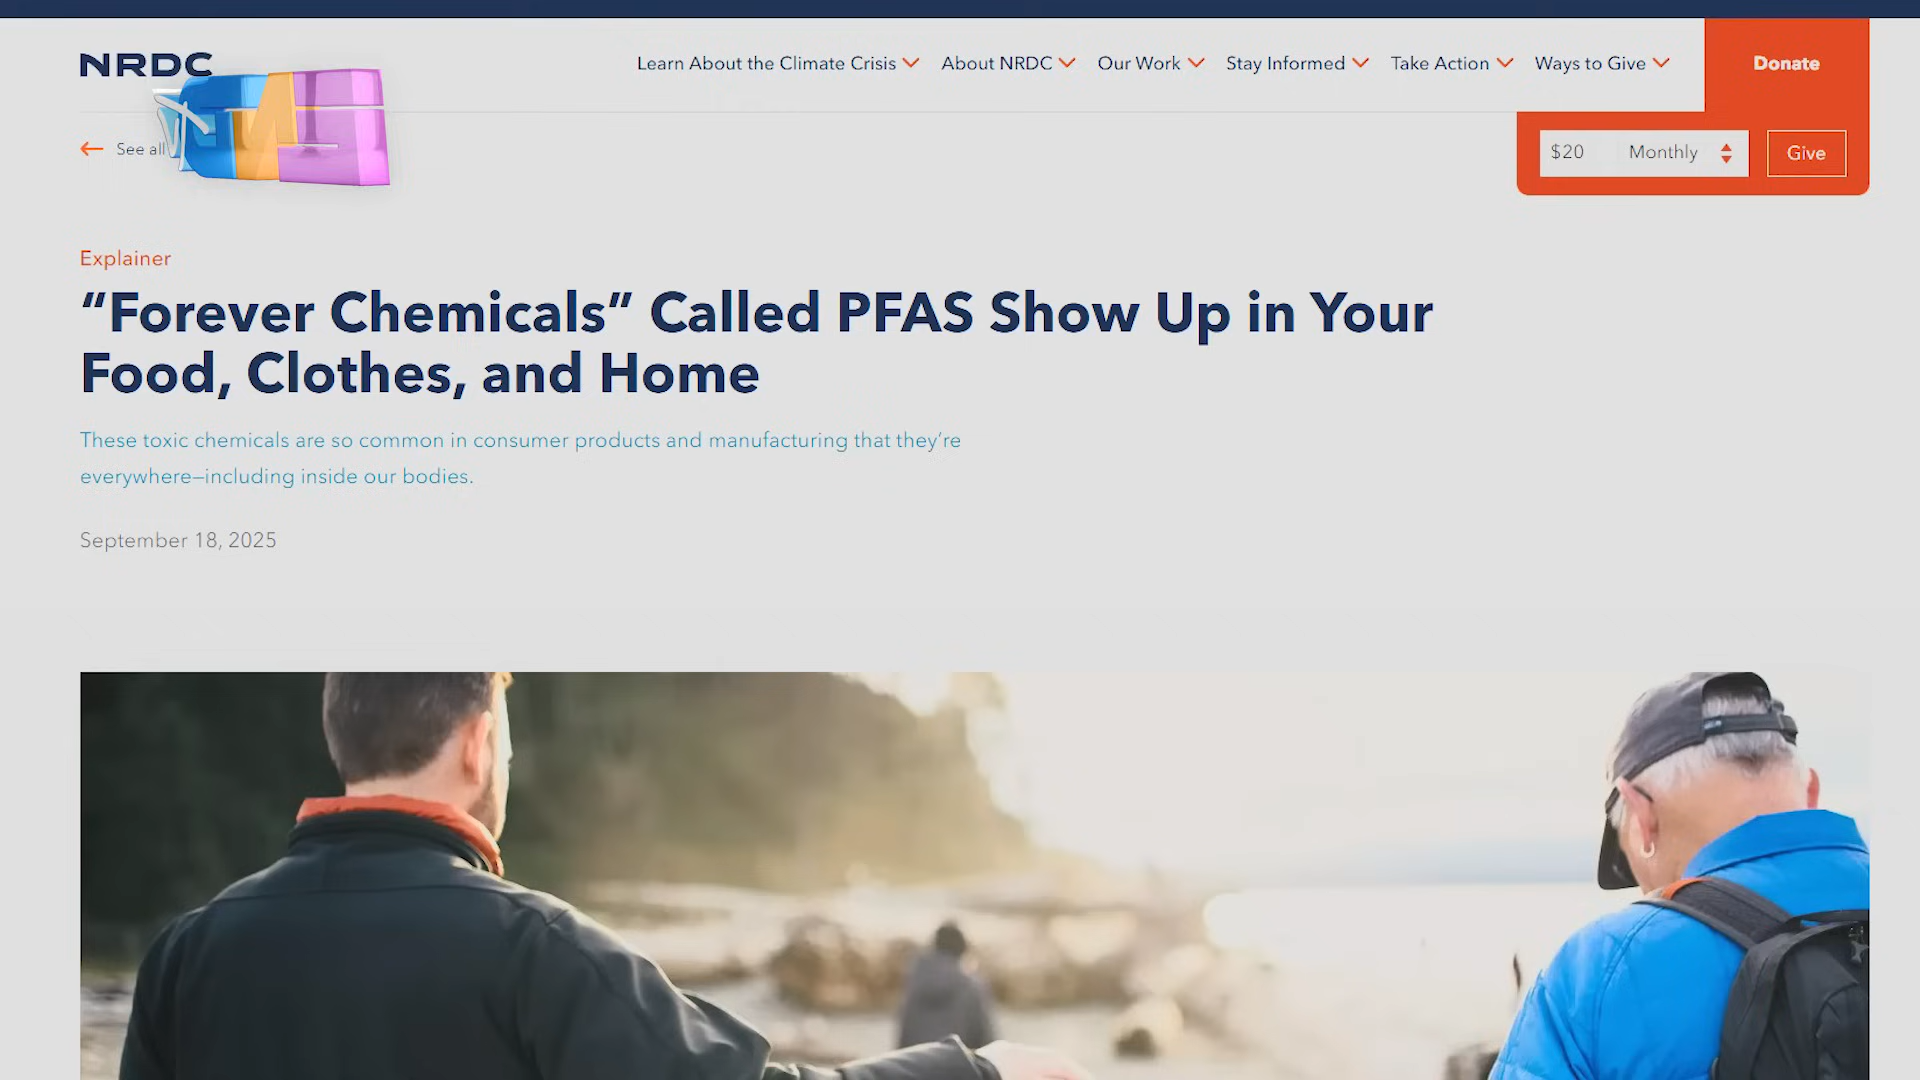 NRDC
Learn About the Climate Crisis
About NRDC
Our Work
Stay Informed
Take Action
Ways to Give
Donate
See all
$20
Monthly
Give
Explainer
“Forever Chemicals” Called PFAS Show Up in Your
Food, Clothes, and Home
These toxic chemicals are so common in consumer products and manufacturing that they’re
everywhere—including inside our bodies.
September 18, 2025